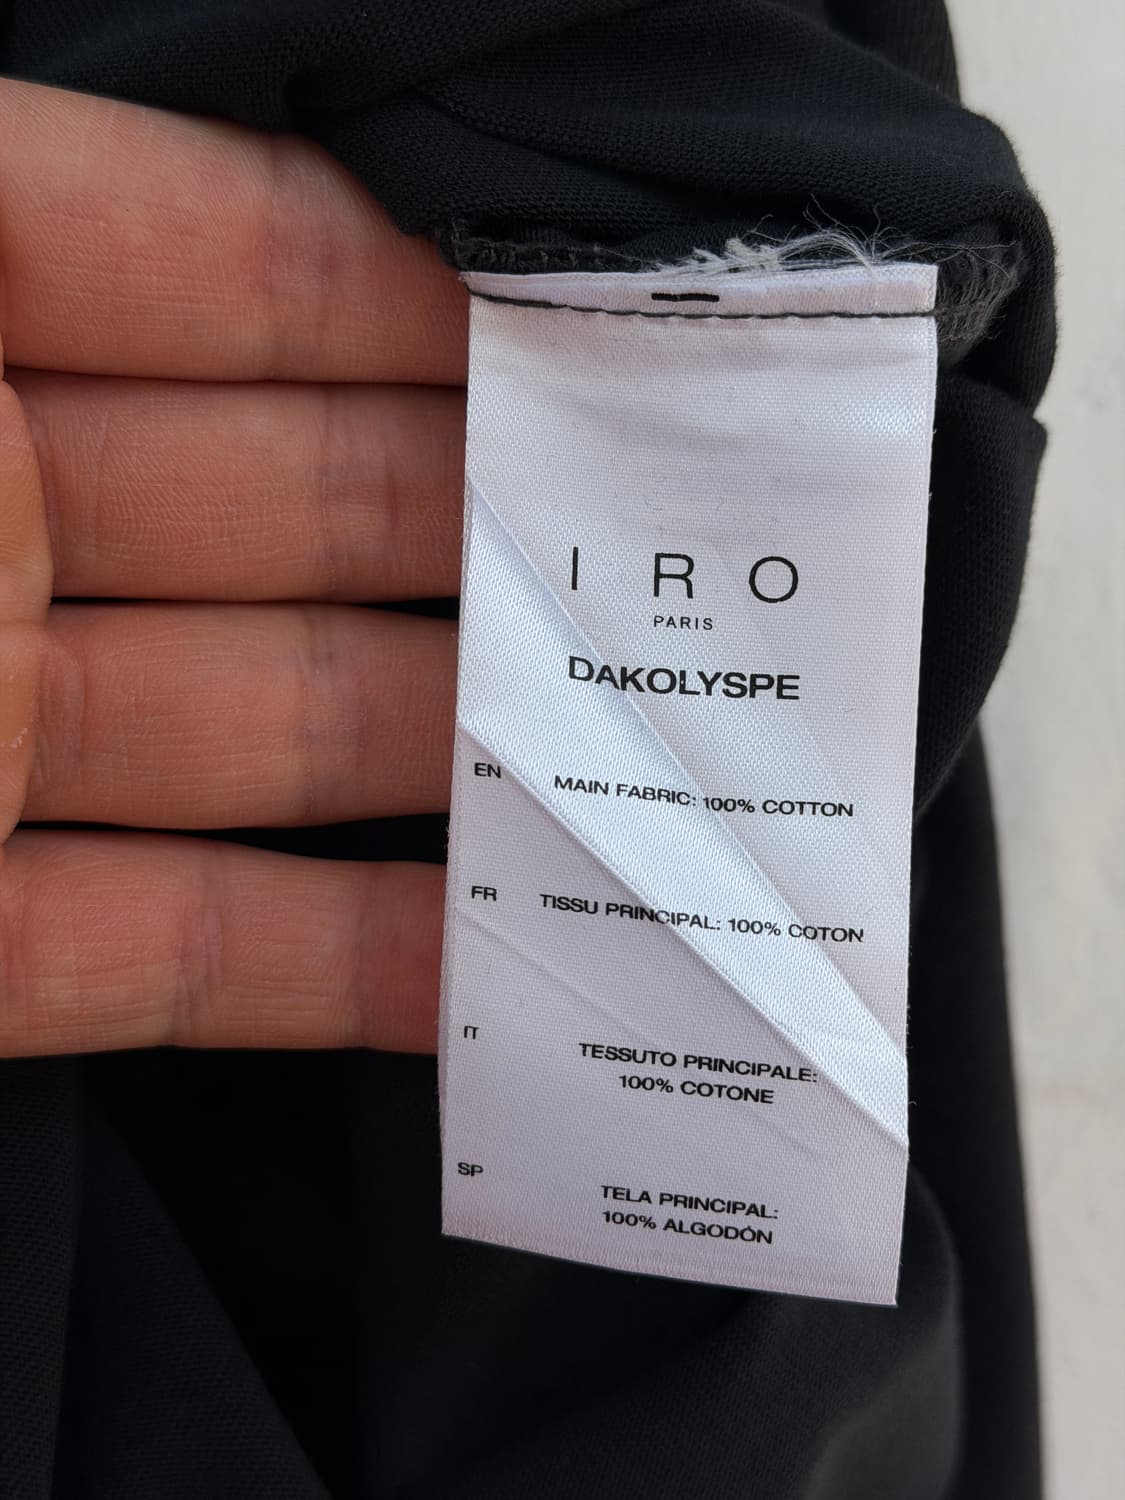 I R O
PARIS
DAKOLYSPE
EN MAIN FABRIC: 100% COTTON
FR TISSU PRINCIPAL: 100% COTON
IT TESSUTO PRINCIPALE:
100% COTONE
SP TELA PRINCIPAL:
100% ALGODÓN